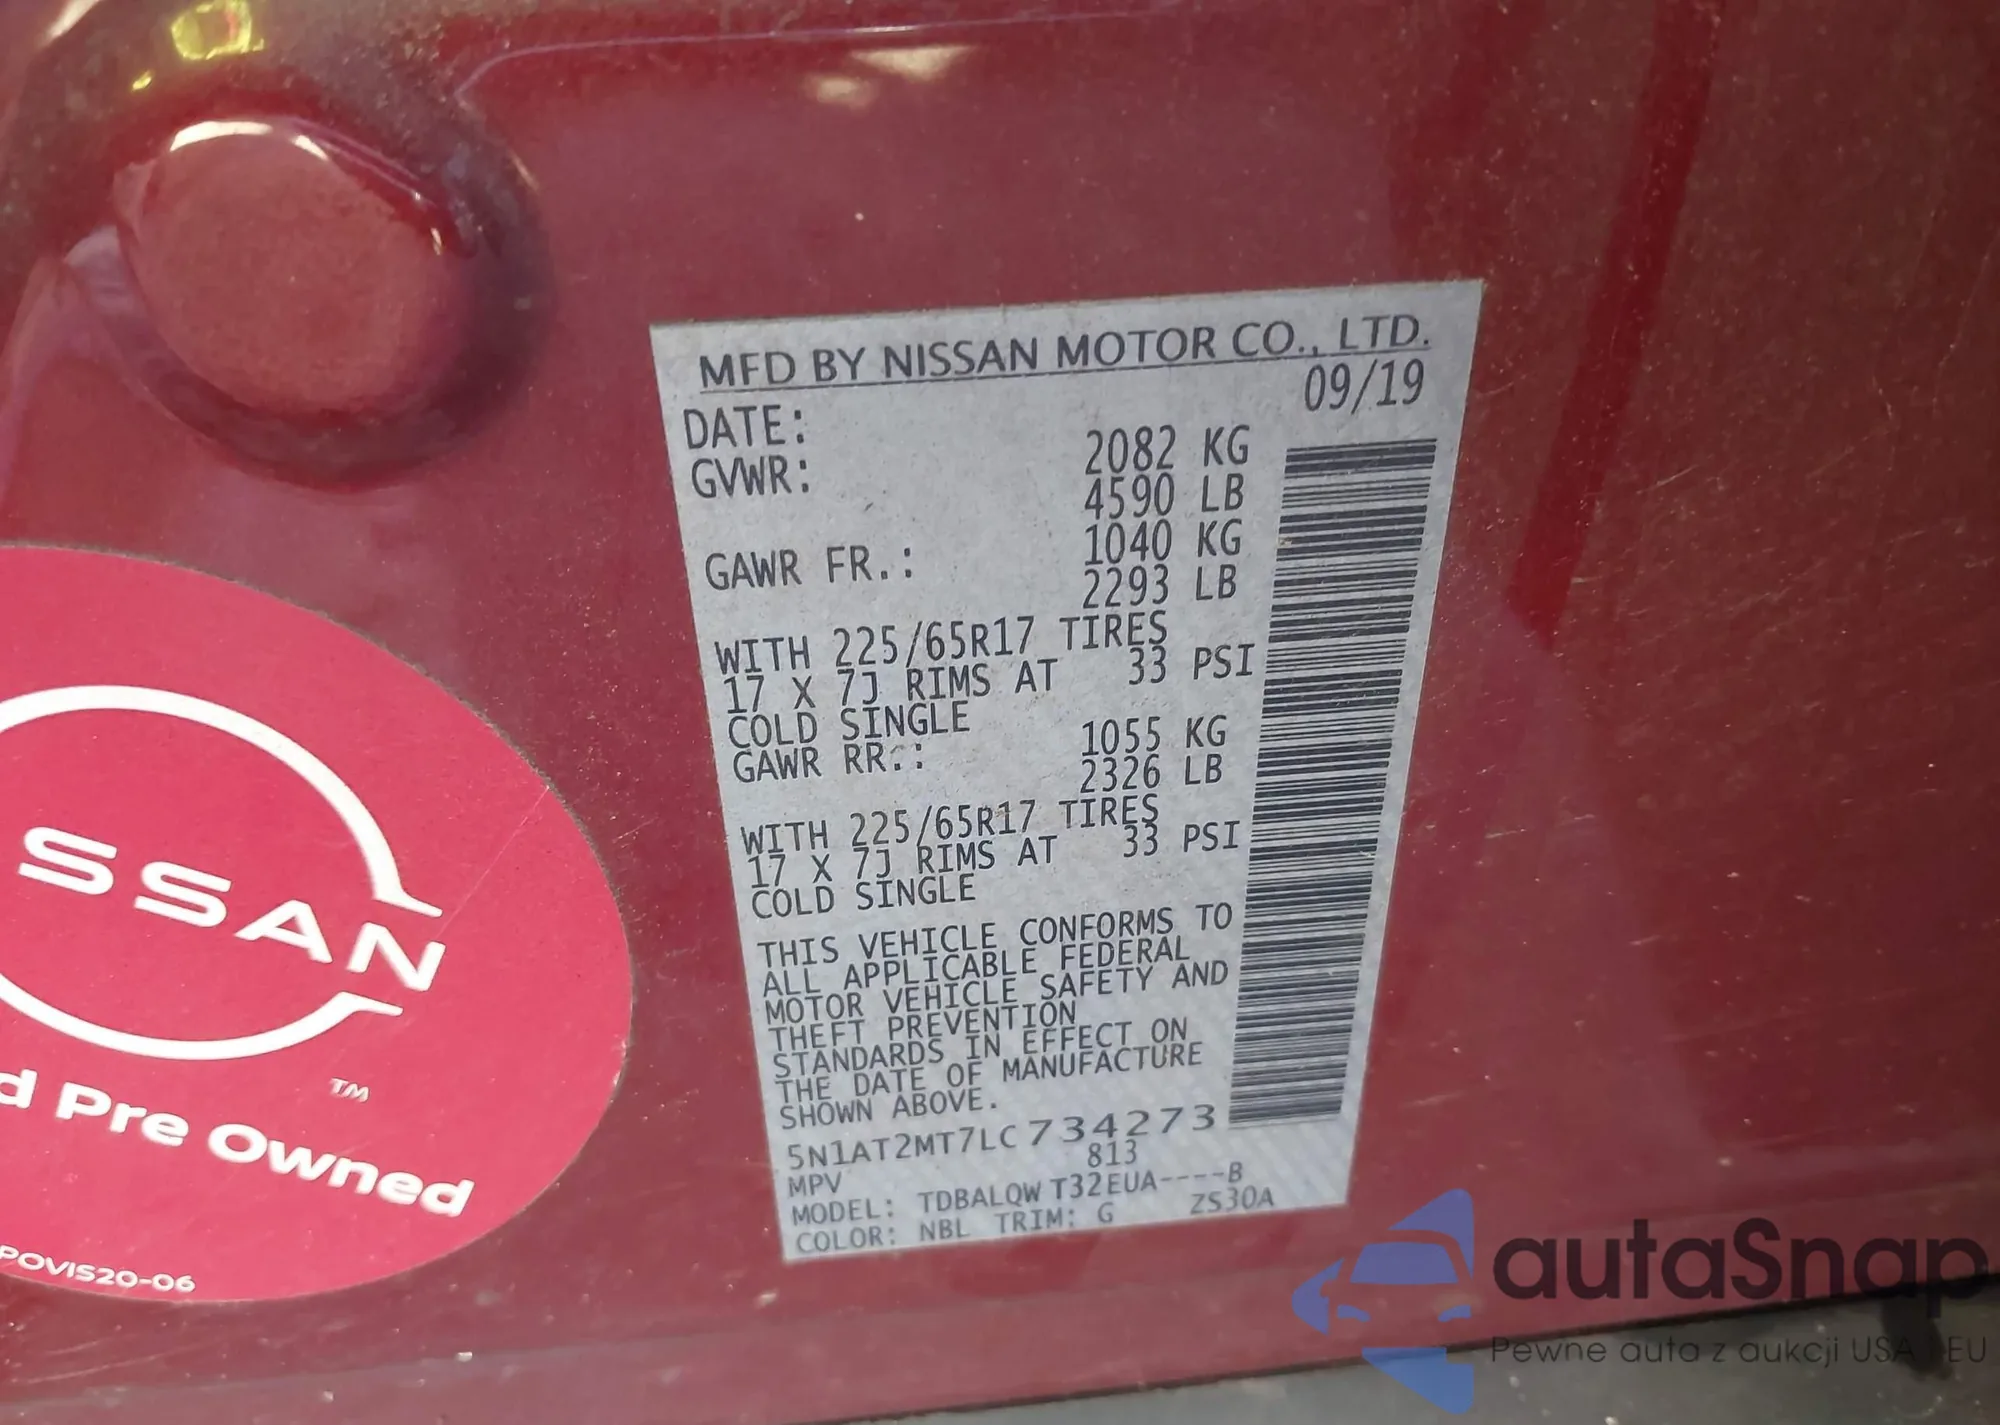 MFD BY NISSAN MOTOR CO., LTD.
DATE: 09/19
GVWR: 2082 KG
4590 LB
GAWR FR.: 1040 KG
2293 LB
WITH 225/65R17 TIRES
17 X 7J RIMS AT 33 PSI
COLD SINGLE
GAWR RR.: 1055 KG
2326 LB
WITH 225/65R17 TIRES
17 X 7J RIMS AT 33 PSI
COLD SINGLE
THIS VEHICLE CONFORMS TO
ALL APPLICABLE FEDERAL
MOTOR VEHICLE SAFETY AND
THEFT PREVENTION
STANDARDS IN EFFECT ON
THE DATE OF MANUFACTURE
SHOWN ABOVE.
5N1AT2MT7LC734273
MPV 813
MODEL: TDBALQW T32EUA----B
COLOR: NBL TRIM: G ZS30A
SSAN
TM
d Pre Owned
POVIS20-06
autaSnap
Pewne auta z aukcji USA i EU